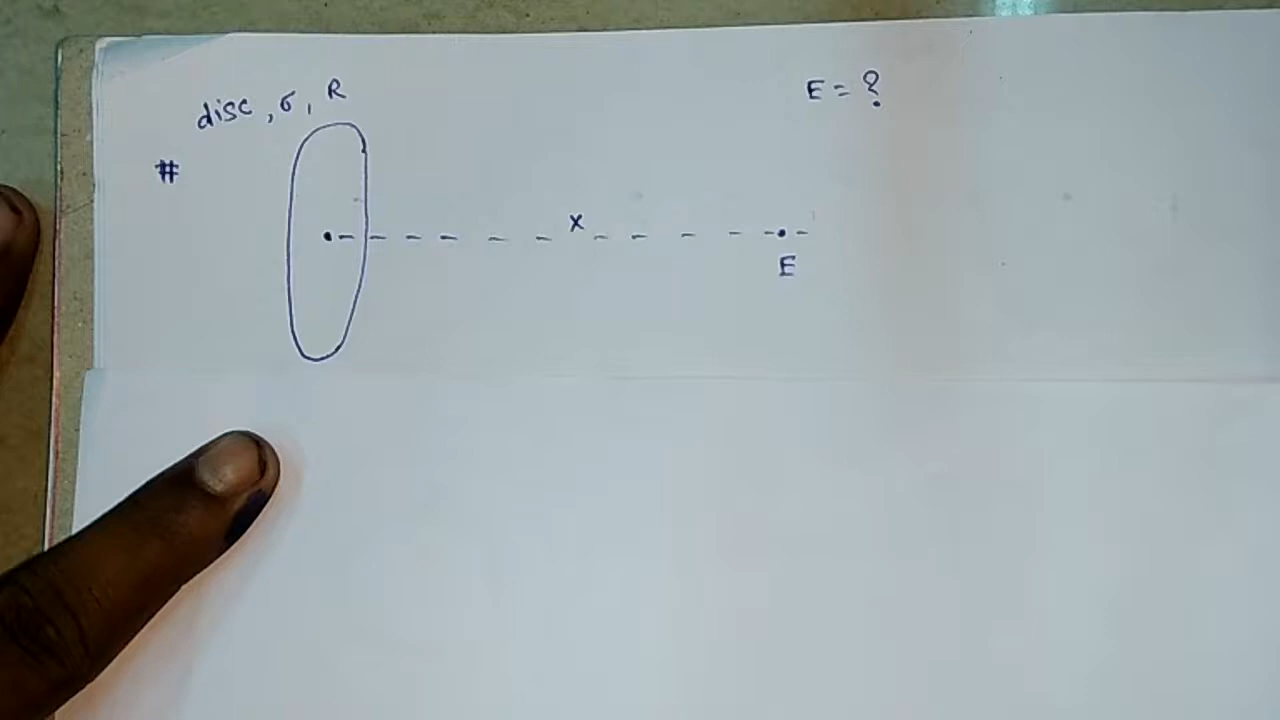 disc, σ, R
E = ?
#
x
E